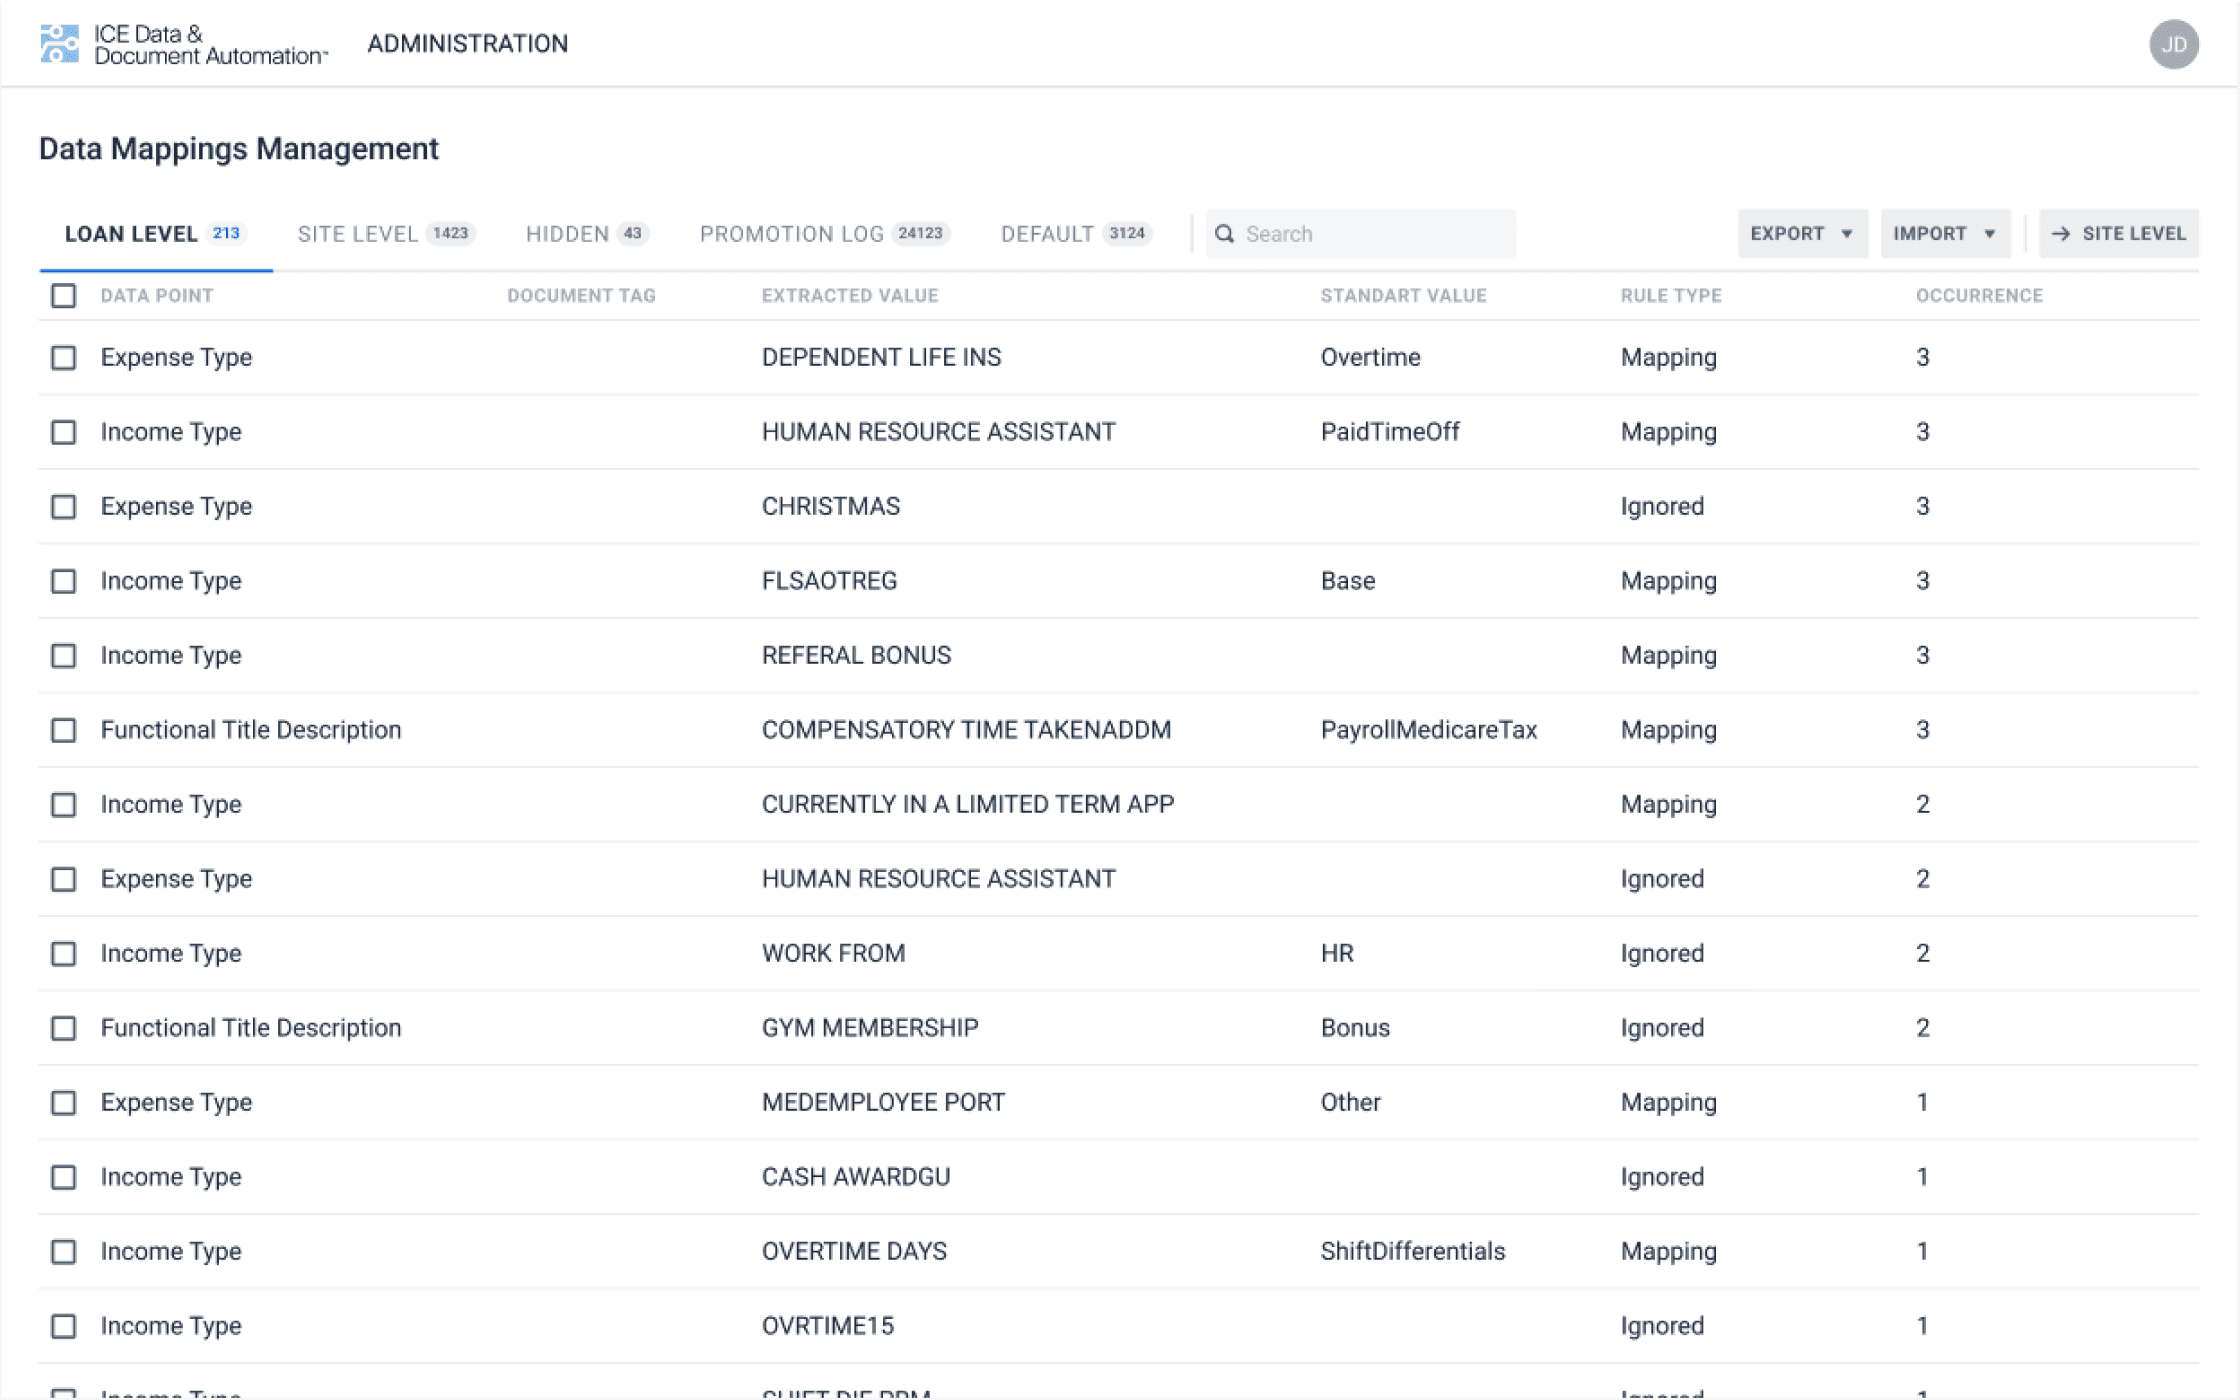 ICE Data &
Document Automation™
ADMINISTRATION
JD
Data Mappings Management
LOAN LEVEL 213 SITE LEVEL 1423 HIDDEN 43 PROMOTION LOG 24123 DEFAULT 3124 Search EXPORT IMPORT SITE LEVEL
DATA POINT DOCUMENT TAG EXTRACTED VALUE STANDART VALUE RULE TYPE OCCURRENCE
Expense Type DEPENDENT LIFE INS Overtime Mapping 3
Income Type HUMAN RESOURCE ASSISTANT PaidTimeOff Mapping 3
Expense Type CHRISTMAS Ignored 3
Income Type FLSAOTREG Base Mapping 3
Income Type REFERAL BONUS Mapping 3
Functional Title Description COMPENSATORY TIME TAKENADDM PayrollMedicareTax Mapping 3
Income Type CURRENTLY IN A LIMITED TERM APP Mapping 2
Expense Type HUMAN RESOURCE ASSISTANT Ignored 2
Income Type WORK FROM HR Ignored 2
Functional Title Description GYM MEMBERSHIP Bonus Ignored 2
Expense Type MEDEMPLOYEE PORT Other Mapping 1
Income Type CASH AWARDGU Ignored 1
Income Type OVERTIME DAYS ShiftDifferentials Mapping 1
Income Type OVRTIME15 Ignored 1
Income Type Ignored 1